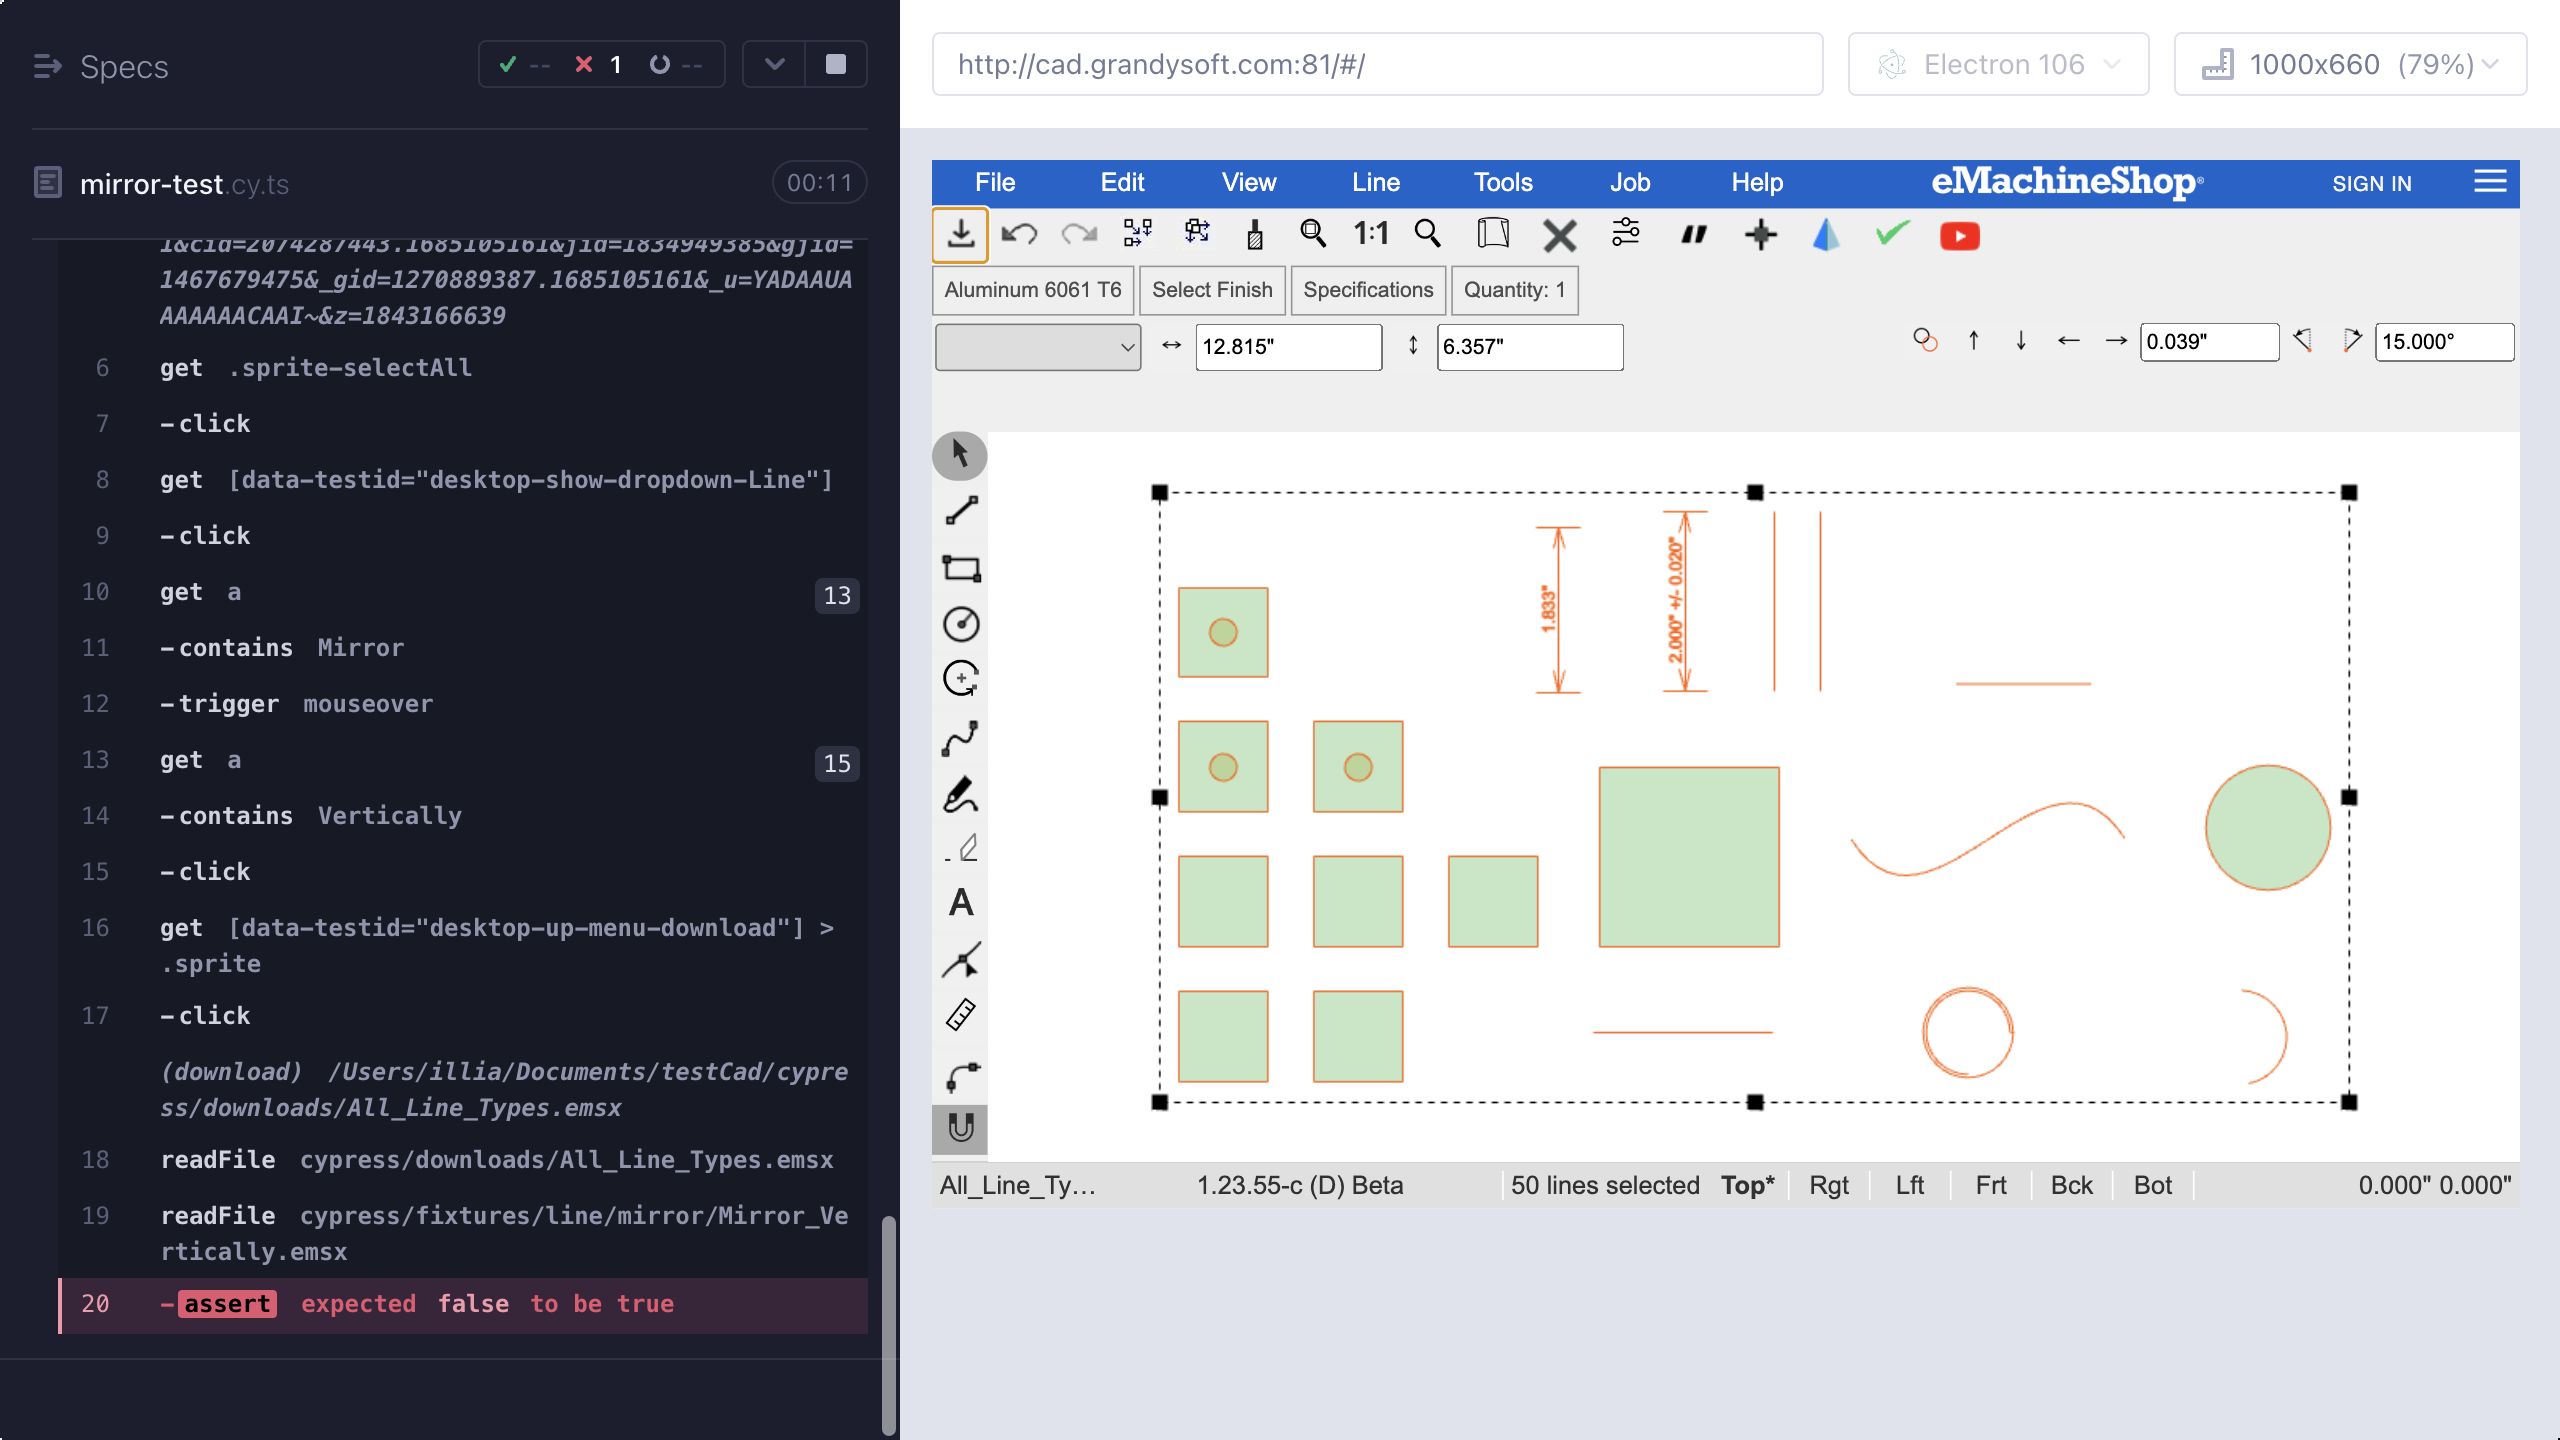 Specs
-- 1 --
mirror-test.cy.ts 00:11
1&cid=2074287443.1685105161&jid=1834949385&gjid=
1467679475&_gid=1270889387.1685105161&_u=YADAAUA
AAAAAACAAI~&z=1843166639
6 get .sprite-selectAll
7 -click
8 get [data-testid="desktop-show-dropdown-Line"]
9 -click
10 get a 13
11 -contains Mirror
12 -trigger mouseover
13 get a 15
14 -contains Vertically
15 -click
16 get [data-testid="desktop-up-menu-download"] >
.sprite
17 -click
(download) /Users/illia/Documents/testCad/cypre
ss/downloads/All_Line_Types.emsx
18 readFile cypress/downloads/All_Line_Types.emsx
19 readFile cypress/fixtures/line/mirror/Mirror_Ve
rtically.emsx
20 -assert expected false to be true
http://cad.grandysoft.com:81/#/
Electron 106
1000x660 (79%)
File Edit View Line Tools Job Help eMachineShop® SIGN IN
1:1
Aluminum 6061 T6 Select Finish Specifications Quantity: 1
12.815" 6.357" 0.039" 15.000°
1.833"
2.000" +/- 0.020"
A
All_Line_Ty... 1.23.55-c (D) Beta 50 lines selected Top* Rgt Lft Frt Bck Bot 0.000" 0.000"